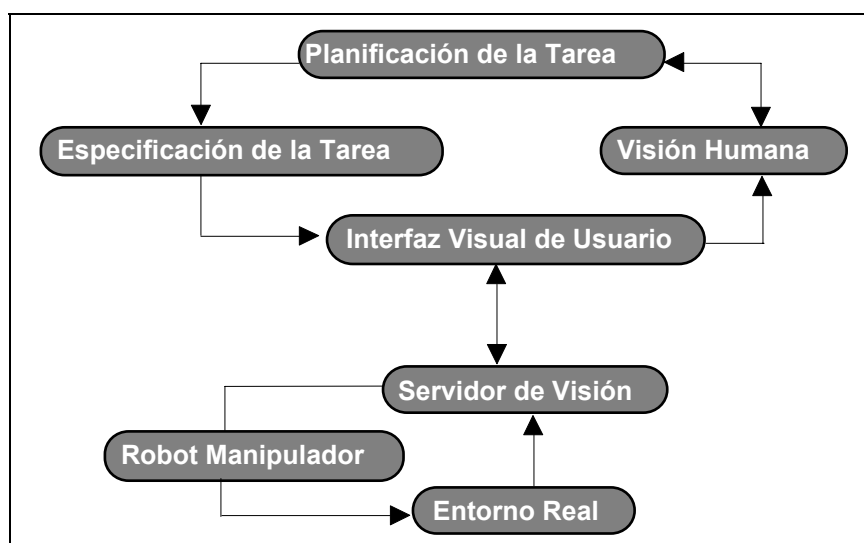 Planificación de la Tarea
Especificación de la Tarea
Visión Humana
Interfaz Visual de Usuario
Servidor de Visión
Robot Manipulador
Entorno Real